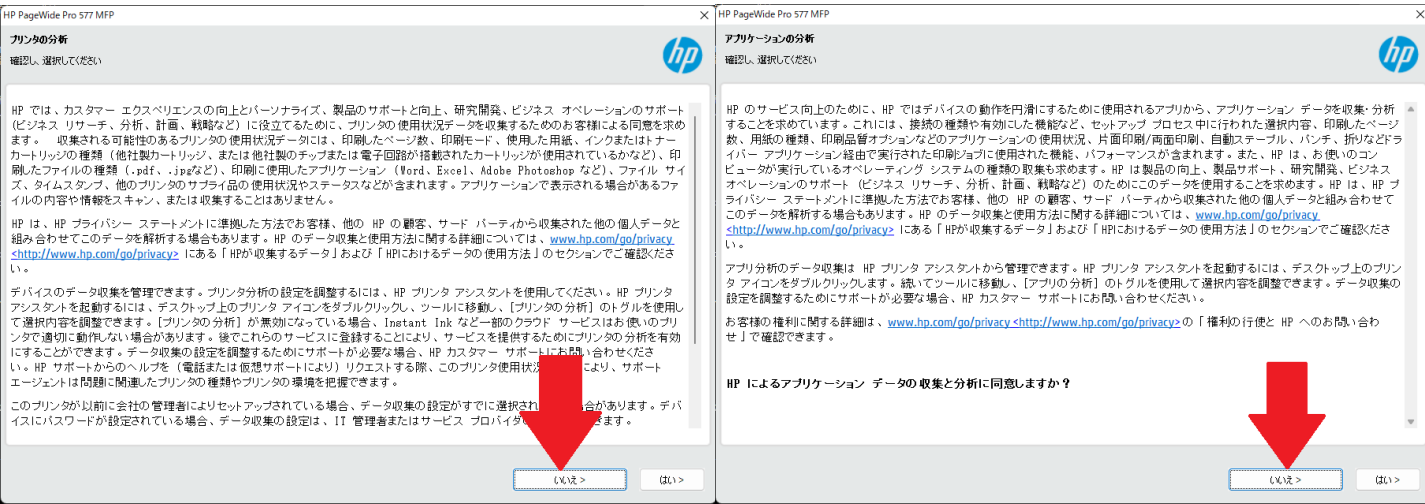 HP PageWide Pro 577 MFP
プリンタの分析
確認し、選択してください
hp
HP では、カスタマー エクスペリエンスの向上とパーソナライズ、製品のサポートと向上、研究開発、ビジネス オペレーションのサポート
(ビジネス リサーチ、分析、計画、戦略など) に役立てるために、プリンタの使用状況データを収集するためのお客様による同意を求め
ます。 収集される可能性のあるプリンタの使用状況データには、印刷したページ数、印刷モード、使用した用紙、インクまたはトナー
カートリッジの種類 (他社製カートリッジ、または他社製のチップまたは電子回路が搭載されたカートリッジが使用されているかなど)、印
刷したファイルの種類 (.pdf、.jpgなど)、印刷に使用したアプリケーション (Word、Excel、Adobe Photoshop など)、ファイル サイ
ズ、タイムスタンプ、他のプリンタのサプライ品の使用状況やステータスなどが含まれます。アプリケーションで表示される場合があるファ
イルの内容や情報をスキャン、または収集することはありません。
HP は、HP プライバシー ステートメントに準拠した方法でお客様、他の HP の顧客、サード パーティから収集された他の個人データと
組み合わせてこのデータを解析する場合もあります。HP のデータ収集と使用方法に関する詳細については、www.hp.com/go/privacy
<http://www.hp.com/go/privacy> にある「HPが収集するデータ」および「HPにおけるデータの使用方法」のセクションでご確認くださ
い。
デバイスのデータ収集を管理できます。プリンタ分析の設定を調整するには、HP プリンタ アシスタントを使用してください。HP プリンタ
アシスタントを起動するには、デスクトップ上のプリンタ アイコンをダブルクリックし、ツールに移動し、[プリンタの分析] のトグルを使用し
て選択内容を調整できます。[プリンタの分析] が無効になっている場合、Instant Ink など一部のクラウド サービスはお使いのプリ
ンタで適切に動作しない場合があります。後でこれらのサービスに登録することにより、サービスを提供するためにプリンタの分析を有効
にすることができます。データ収集の設定を調整するためにサポートが必要な場合、HP カスタマー サポートにお問い合わせくださ
い。HP サポートからのヘルプを (電話または仮想サポートにより) リクエストする際、このプリンタ使用状況 により、サポート
エージェントは問題に関連したプリンタの種類やプリンタの環境を把握できます。
このプリンタが以前に会社の管理者によりセットアップされている場合、データ収集の設定がすでに選択され 場合があります。デバ
イスにパスワードが設定されている場合、データ収集の設定は、IT 管理者またはサービス プロバイダ きます。
いいえ >
はい >
HP PageWide Pro 577 MFP
アプリケーションの分析
確認し、選択してください
hp
HP のサービス向上のために、HP ではデバイスの動作を円滑にするために使用されるアプリから、アプリケーション データを収集・分析
することを求めています。これには、接続の種類や有効にした機能など、セットアップ プロセス中に行われた選択内容、印刷したページ
数、用紙の種類、印刷品質オプションなどのアプリケーションの使用状況、片面印刷/両面印刷、自動ステープル、パンチ、折りなどドラ
イバー アプリケーション経由で実行された印刷ジョブに使用された機能、パフォーマンスが含まれます。また、HP は、お使いのコン
ピュータが実行しているオペレーティング システムの種類の取集も求めます。HP は製品の向上、製品サポート、研究開発、ビジネス
オペレーションのサポート (ビジネス リサーチ、分析、計画、戦略など) のためにこのデータを使用することを求めます。HP は、HP プ
ライバシー ステートメントに準拠した方法でお客様、他の HP の顧客、サード パーティから収集された他の個人データと組み合わせて
このデータを解析する場合もあります。HP のデータ収集と使用方法に関する詳細については、www.hp.com/go/privacy
<http://www.hp.com/go/privacy> にある「HPが収集するデータ」および「HPにおけるデータの使用方法」のセクションでご確認くださ
い。
アプリ分析のデータ収集は HP プリンタ アシスタントから管理できます。HP プリンタ アシスタントを起動するには、デスクトップ上のプリン
タ アイコンをダブルクリックします。続いてツールに移動し、[アプリの分析] のトグルを使用して選択内容を調整できます。データ収集の
設定を調整するためにサポートが必要な場合、HP カスタマー サポートにお問い合わせください。
お客様の権利に関する詳細は、www.hp.com/go/privacy <http://www.hp.com/go/privacy>の「権利の行使と HP へのお問い合わ
せ」で確認できます。
HP によるアプリケーション データの収集と分析に同意しますか?
いいえ >
はい >